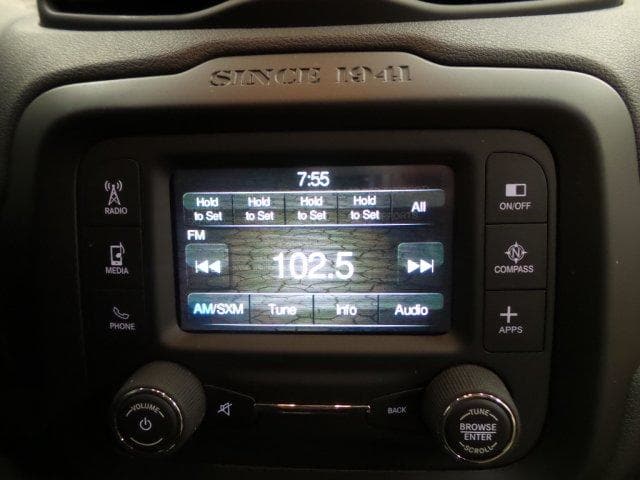 SINCE 1941
7:55
Hold to Set
Hold to Set
Hold to Set
Hold to Set
All
FM
102.5
AM/SXM Tune Info Audio
RADIO
MEDIA
PHONE
ON/OFF
COMPASS
APPS
VOLUME
BACK
TUNE
BROWSE
ENTER
SCROLL